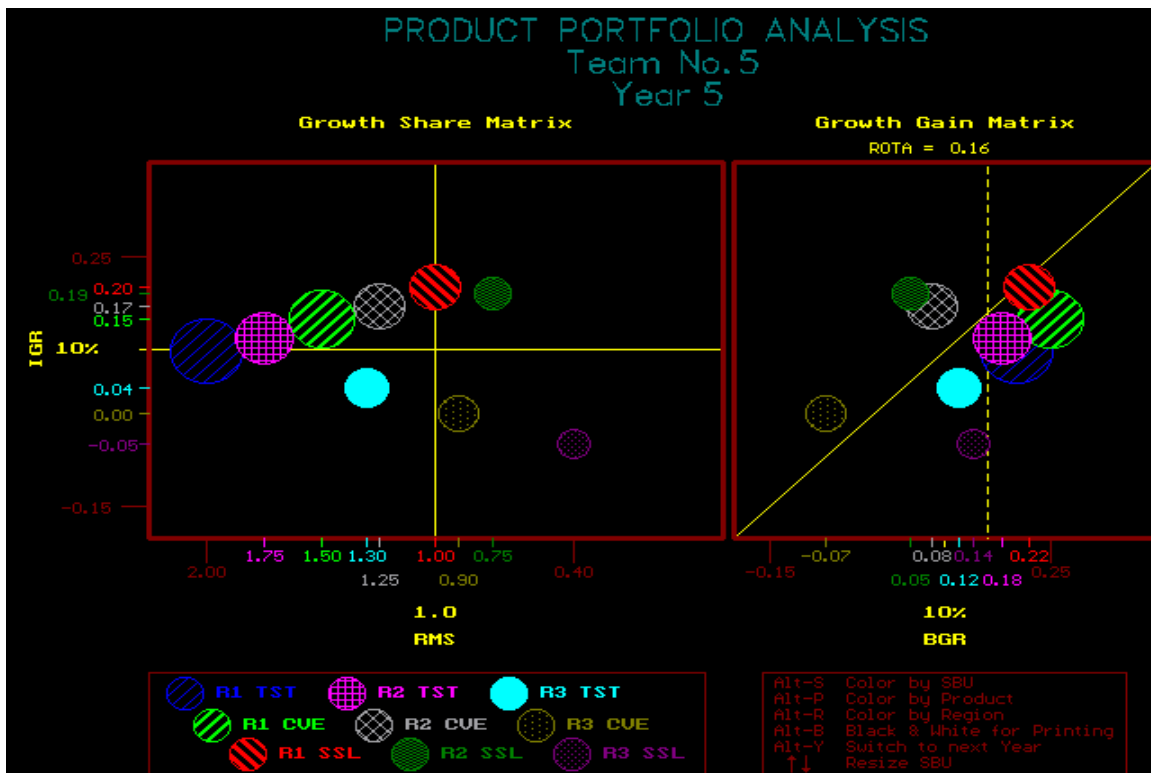 PRODUCT PORTFOLIO ANALYSIS
Team No.5
Year 5
Growth Share Matrix
Growth Gain Matrix
ROTA = 0.16
IGR
0.25
0.20
0.19
0.17
0.15
10%
0.04
0.00
-0.05
-0.15
1.75 1.50 1.30 1.00 0.75
2.00 1.25 0.90 0.40
1.0
RMS
-0.07 0.08 0.14 0.22
-0.15 0.05 0.12 0.18 0.25
10%
BGR
R1 TST R2 TST R3 TST
R1 CVE R2 CVE R3 CVE
R1 SSL R2 SSL R3 SSL
Alt-S Color by SBU
Alt-P Color by Product
Alt-R Color by Region
Alt-B Black & White for Printing
Alt-Y Switch to next Year
↑↓ Resize SBU